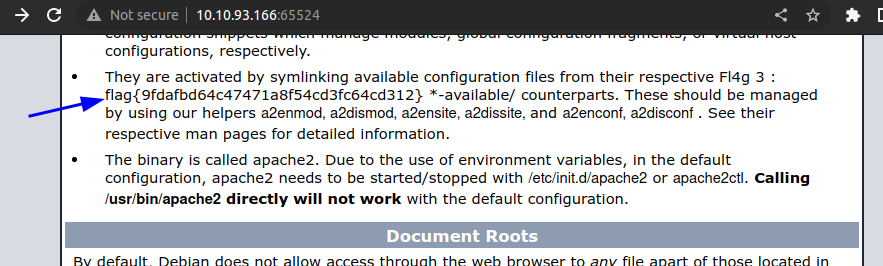 Not secure | 10.10.93.166:65524
configuration snippets which manage modules, global configuration fragments, or virtual host
configurations, respectively.
• They are activated by symlinking available configuration files from their respective Fl4g 3 :
flag{9fdafbd64c47471a8f54cd3fc64cd312} *-available/ counterparts. These should be managed
by using our helpers a2enmod, a2dismod, a2ensite, a2dissite, and a2enconf, a2disconf . See their
respective man pages for detailed information.
• The binary is called apache2. Due to the use of environment variables, in the default
configuration, apache2 needs to be started/stopped with /etc/init.d/apache2 or apache2ctl. Calling
/usr/bin/apache2 directly will not work with the default configuration.
Document Roots
By default, Debian does not allow access through the web browser to any file apart of those located in